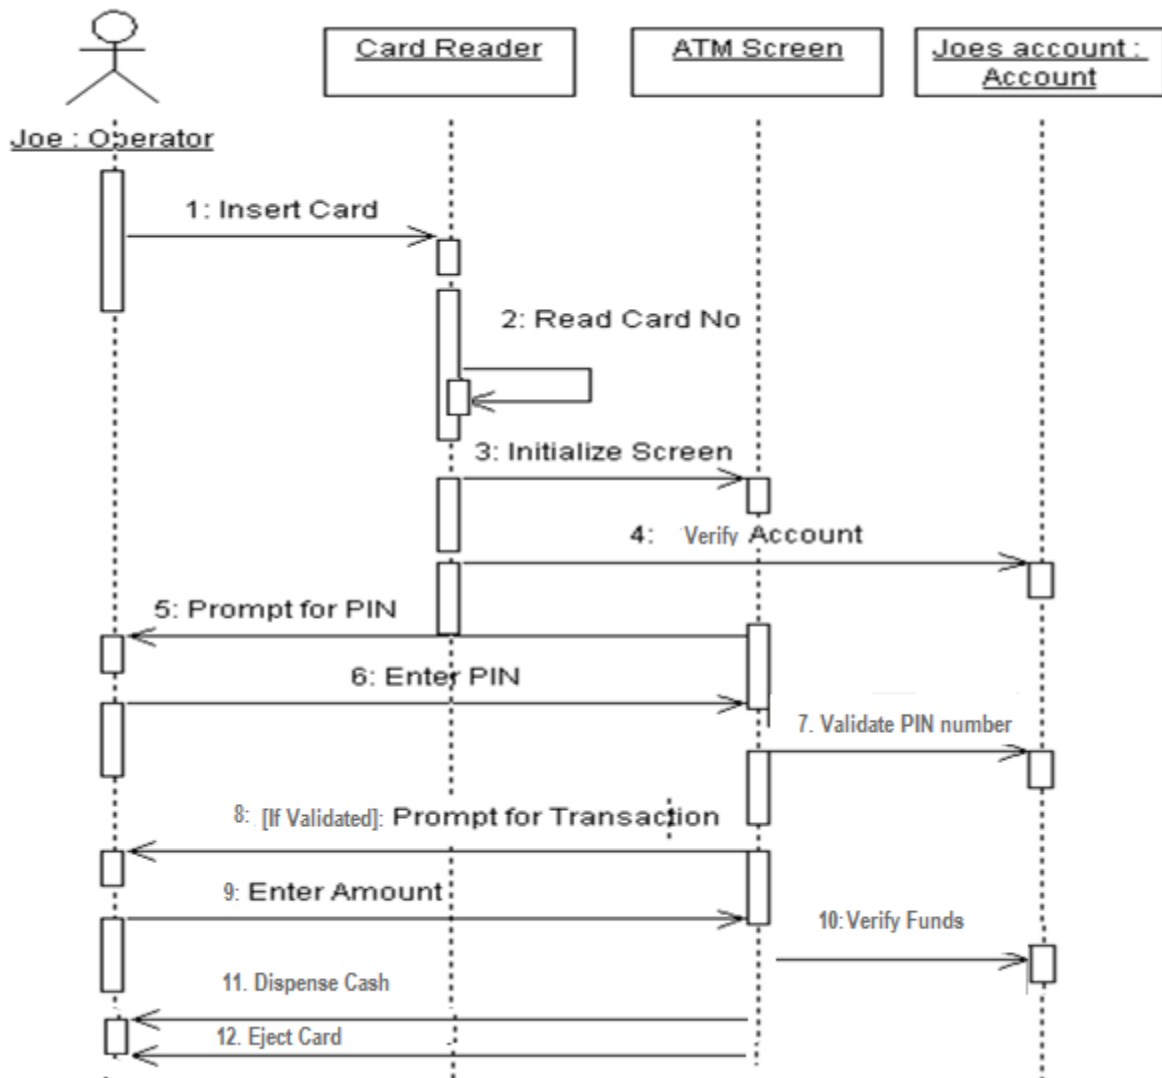 Card Reader
ATM Screen
Joes account :
Account
Joe : Operator
1: Insert Card
2: Read Card No
3: Initialize Screen
4: Verify Account
5: Prompt for PIN
6: Enter PIN
7. Validate PIN number
8: [If Validated]: Prompt for Transaction
9: Enter Amount
10: Verify Funds
11. Dispense Cash
12. Eject Card